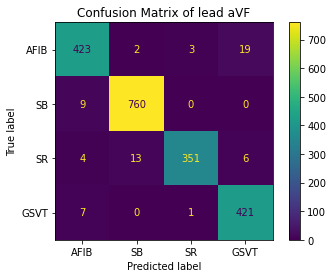 Confusion Matrix of lead aVF
AFIB 423 2 3 19
SB 9 760 0 0
SR 4 13 351 6
GSVT 7 0 1 421
AFIB SB SR GSVT
Predicted label
True label
700
600
500
400
300
200
100
0